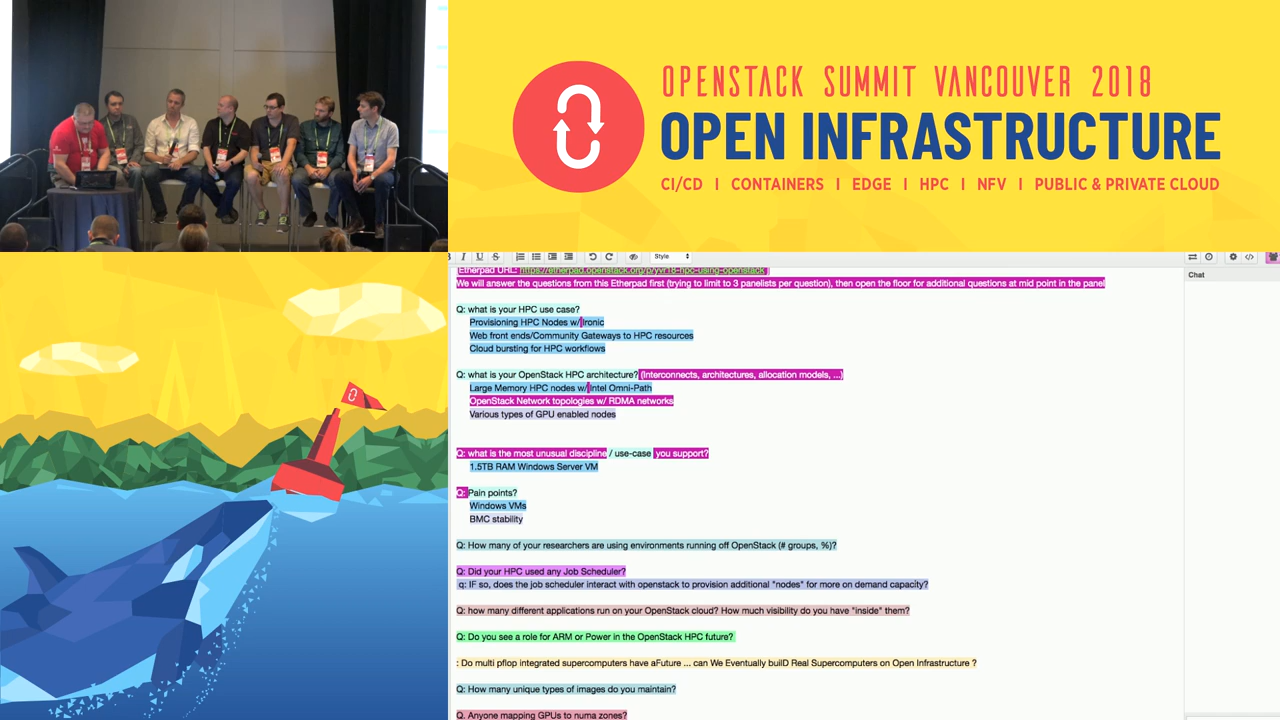 OPENSTACK SUMMIT VANCOUVER 2018
OPEN INFRASTRUCTURE
CI/CD | CONTAINERS | EDGE | HPC | NFV | PUBLIC & PRIVATE CLOUD
Style
Chat
Etherpad URL: https://etherpad.openstack.org/p/yvr18-hpc-using-openstack
We will answer the questions from this Etherpad first (trying to limit to 3 panelists per question), then open the floor for additional questions at mid point in the panel
Q: what is your HPC use case?
Provisioning HPC Nodes w/ Ironic
Web front ends/Community Gateways to HPC resources
Cloud bursting for HPC workflows
Q: what is your OpenStack HPC architecture? (Interconnects, architectures, allocation models, ...)
Large Memory HPC nodes w/ Intel Omni-Path
OpenStack Network topologies w/ RDMA networks
Various types of GPU enabled nodes
Q: what is the most unusual discipline / use-case you support?
1.5TB RAM Windows Server VM
Q: Pain points?
Windows VMs
BMC stability
Q: How many of your researchers are using environments running off OpenStack (# groups, %)?
Q: Did your HPC used any Job Scheduler?
q: IF so, does the job scheduler interact with openstack to provision additional "nodes" for more on demand capacity?
Q: how many different applications run on your OpenStack cloud? How much visibility do you have "inside" them?
Q: Do you see a role for ARM or Power in the OpenStack HPC future?
: Do multi pflop integrated supercomputers have aFuture ... can We Eventually builD Real Supercomputers on Open Infrastructure ?
Q: How many unique types of images do you maintain?
Q. Anyone mapping GPUs to numa zones?